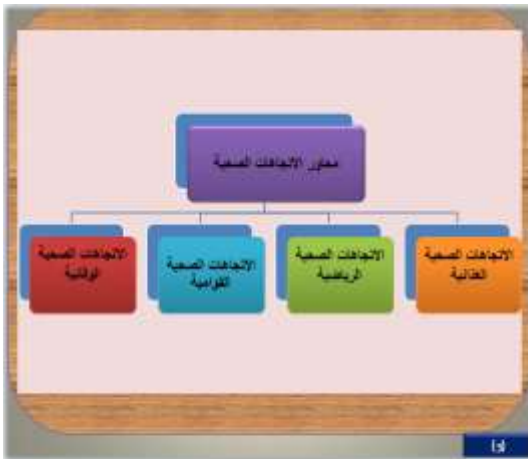 محاور الاتجاهات الصحية
الاتجاهات الصحية
الغذائية
الاتجاهات الصحية
الرياضية
الاتجاهات الصحية
القوامية
الاتجاهات الصحية
الوقائية